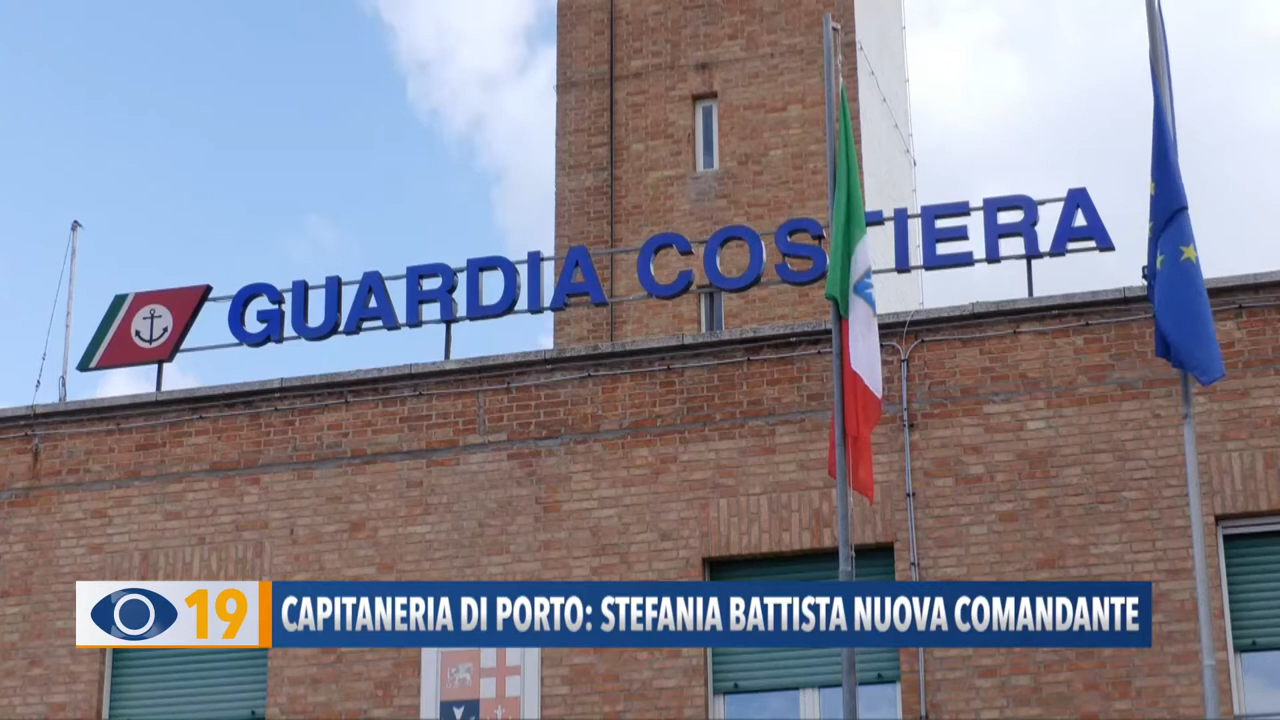 GUARDIA COSTIERA
19 CAPITANERIA DI PORTO: STEFANIA BATTISTA NUOVA COMANDANTE